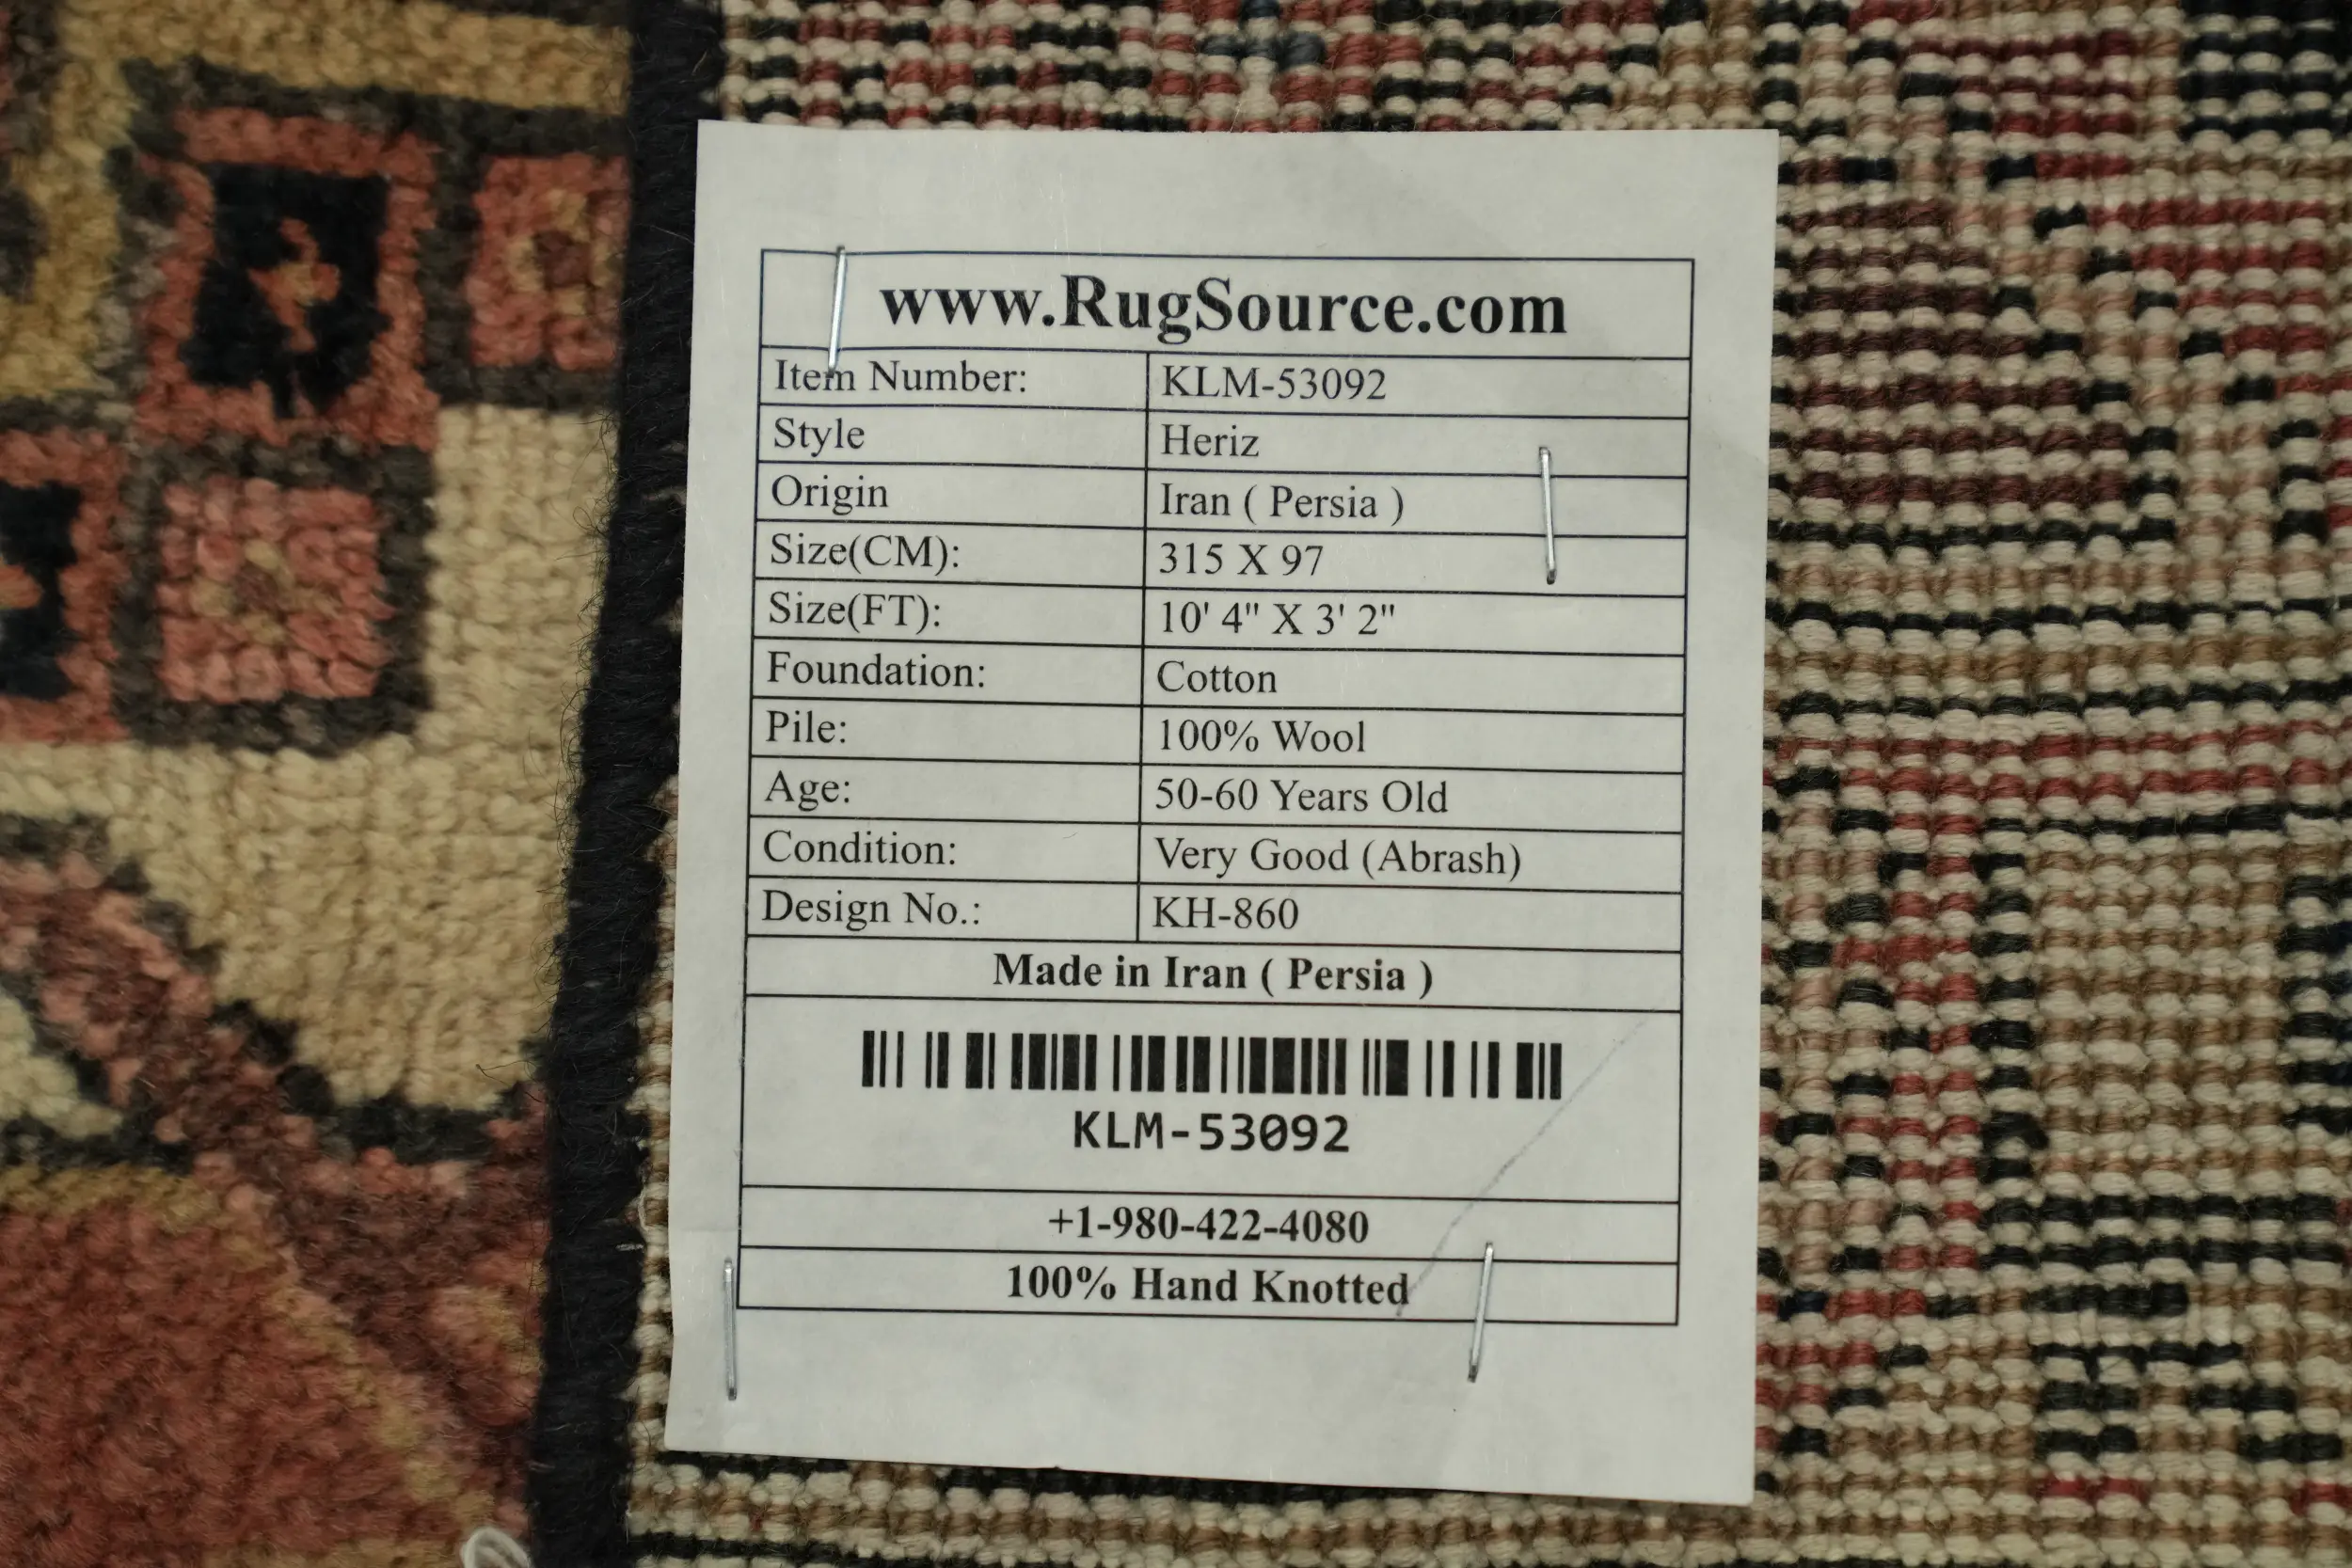 www.RugSource.com
Item Number: KLM-53092
Style Heriz
Origin Iran ( Persia )
Size(CM): 315 X 97
Size(FT): 10' 4" X 3' 2"
Foundation: Cotton
Pile: 100% Wool
Age: 50-60 Years Old
Condition: Very Good (Abrash)
Design No.: KH-860
Made in Iran ( Persia )
KLM-53092
+1-980-422-4080
100% Hand Knotted